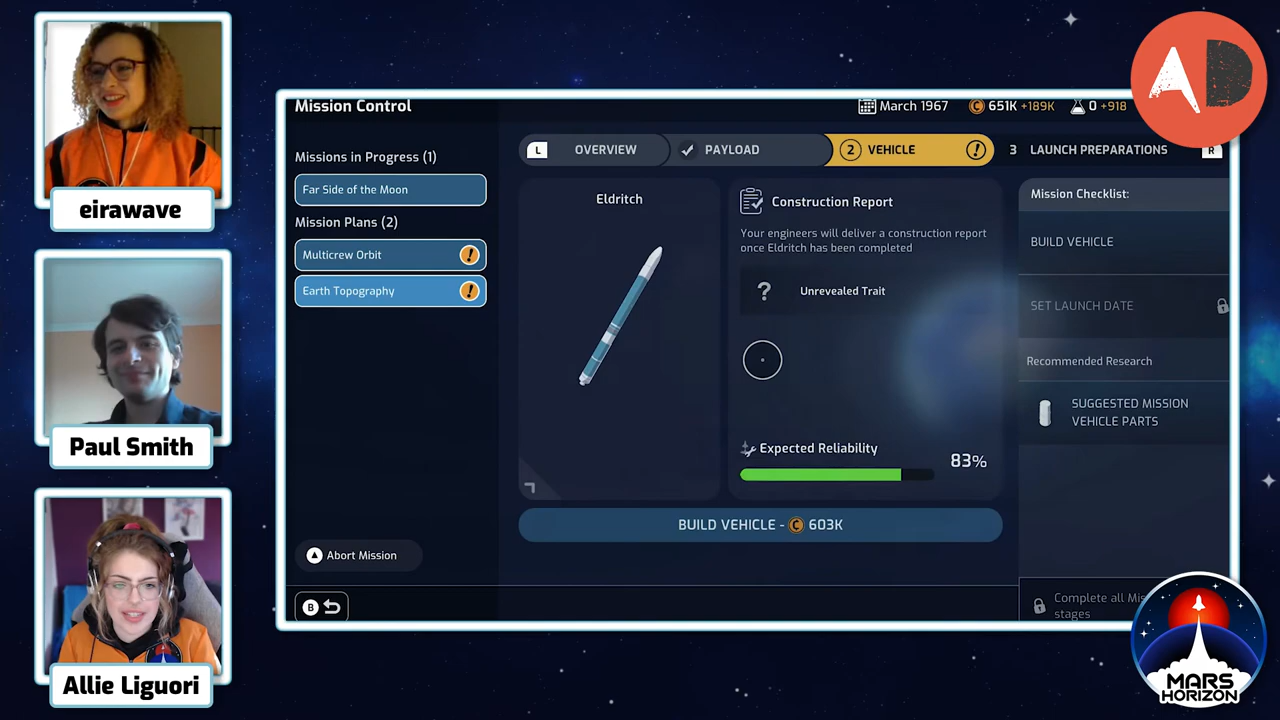 eirawave
Paul Smith
Allie Liguori
Mission Control
March 1967
C 651K +189K
0 +918
Missions in Progress (1)
Far Side of the Moon
Mission Plans (2)
Multicrew Orbit !
Earth Topography !
Abort Mission
B
L OVERVIEW
PAYLOAD
2 VEHICLE !
3 LAUNCH PREPARATIONS R
Eldritch
Construction Report
Your engineers will deliver a construction report
once Eldritch has been completed
? Unrevealed Trait
Expected Reliability
83%
BUILD VEHICLE - C 603K
Mission Checklist:
BUILD VEHICLE
SET LAUNCH DATE
Recommended Research
SUGGESTED MISSION
VEHICLE PARTS
Complete all
stages
AD
MARS
HORIZON